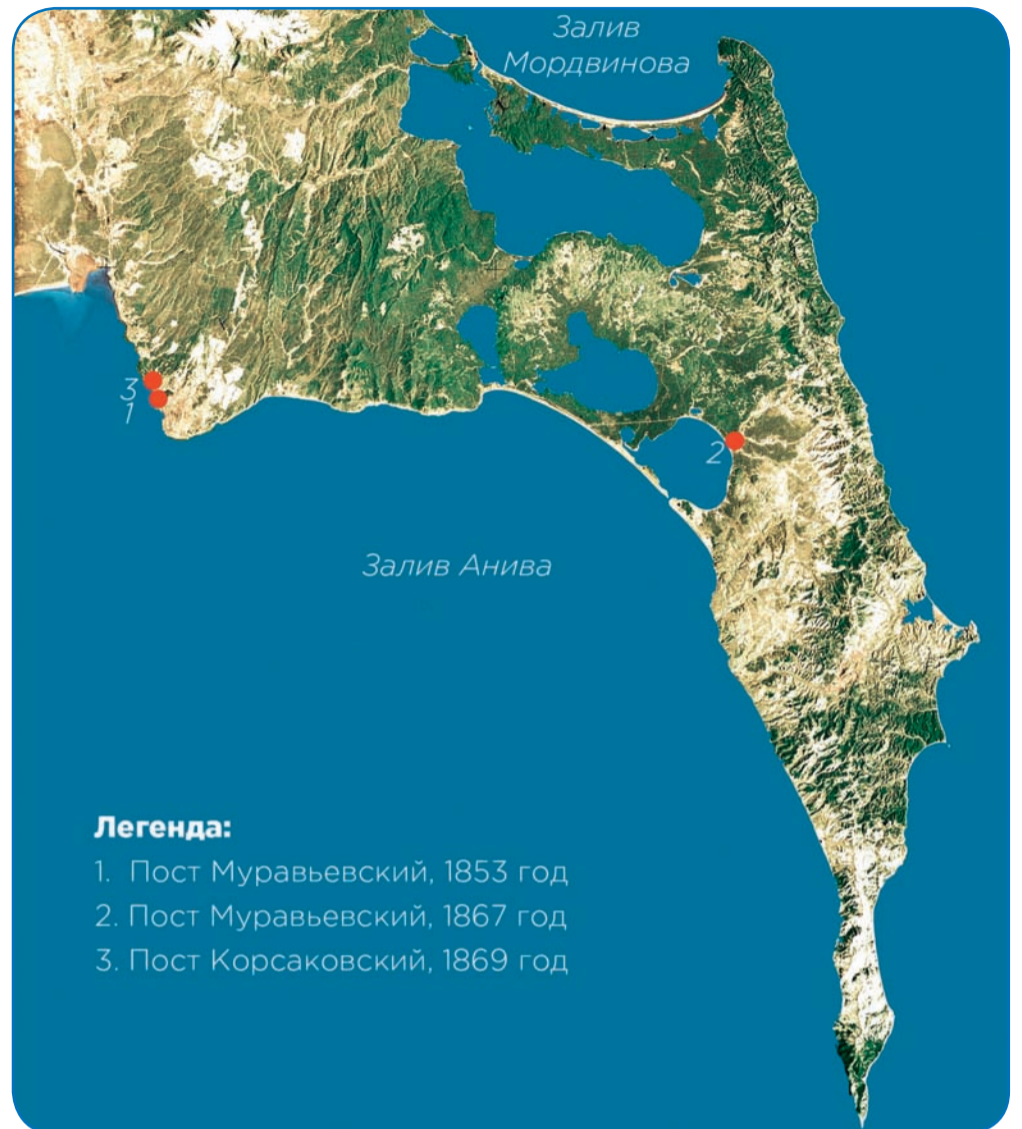 Залив
Мордвинова
3
1
2
Залив Анива
Легенда:
1. Пост Муравьевский, 1853 год
2. Пост Муравьевский, 1867 год
3. Пост Корсаковский, 1869 год